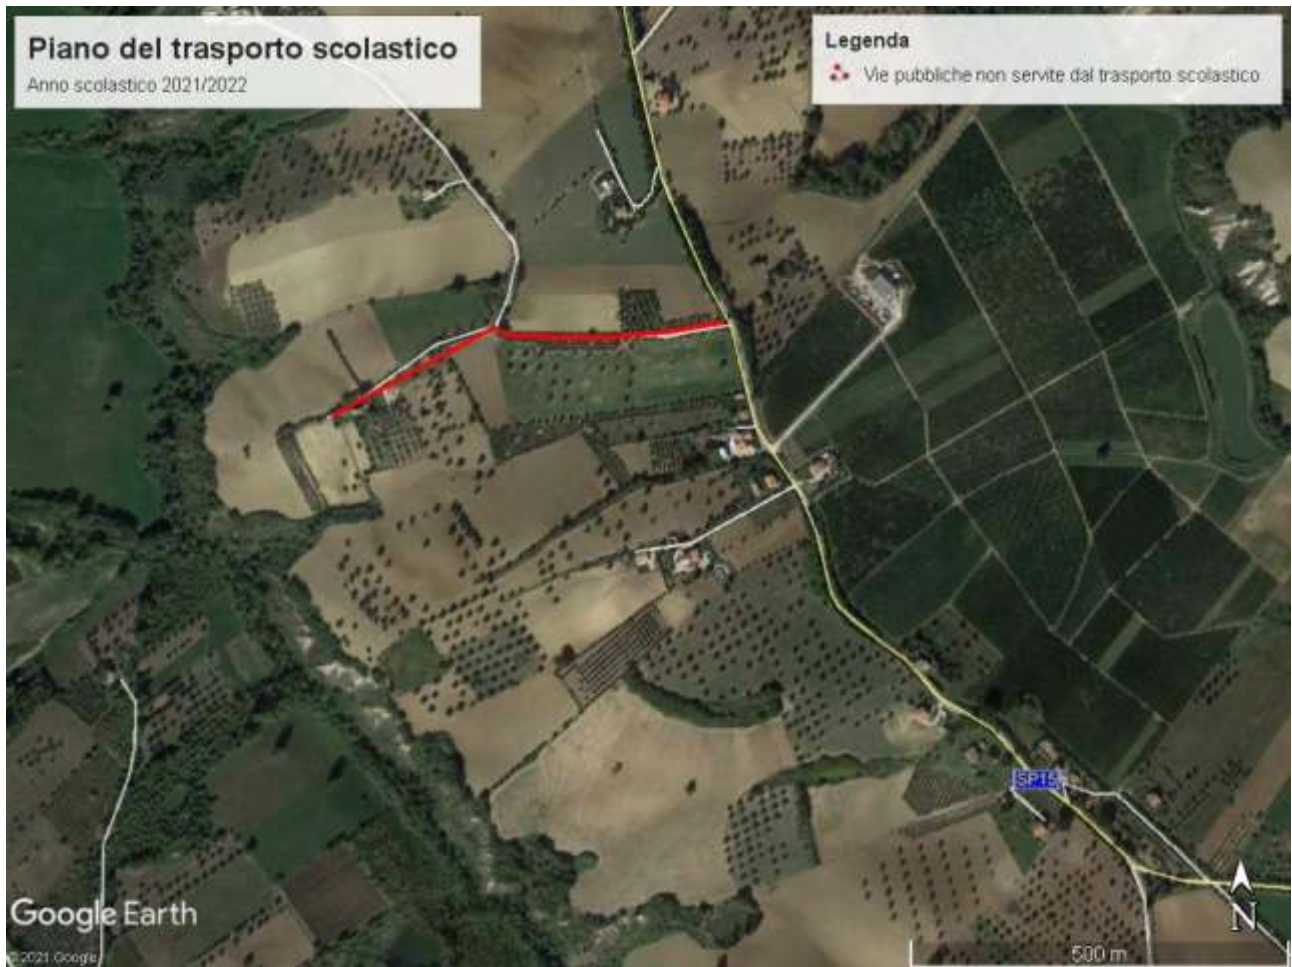 Piano del trasporto scolastico
Anno scolastico 2021/2022
Legenda
Vie pubbliche non servite dal trasporto scolastico
SP15
Google Earth
©2021 Google
N
500 m